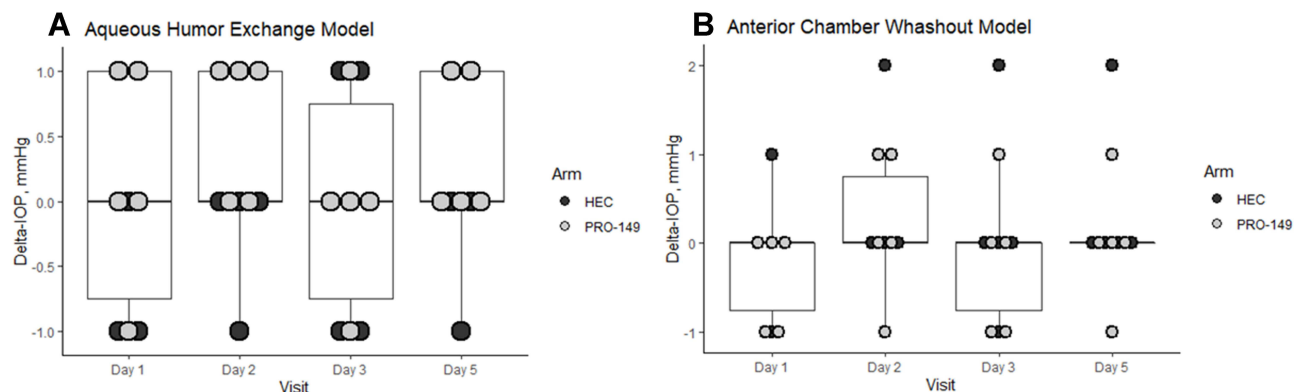 A Aqueous Humor Exchange Model
1.0
0.5
0.0
-0.5
-1.0
Delta-IOP, mmHg
Day 1 Day 2 Day 3 Day 5
Visit
Arm
HEC
PRO-149
B Anterior Chamber Whashout Model
2
1
0
-1
Delta-IOP, mmHg
Day 1 Day 2 Day 3 Day 5
Visit
Arm
HEC
PRO-149